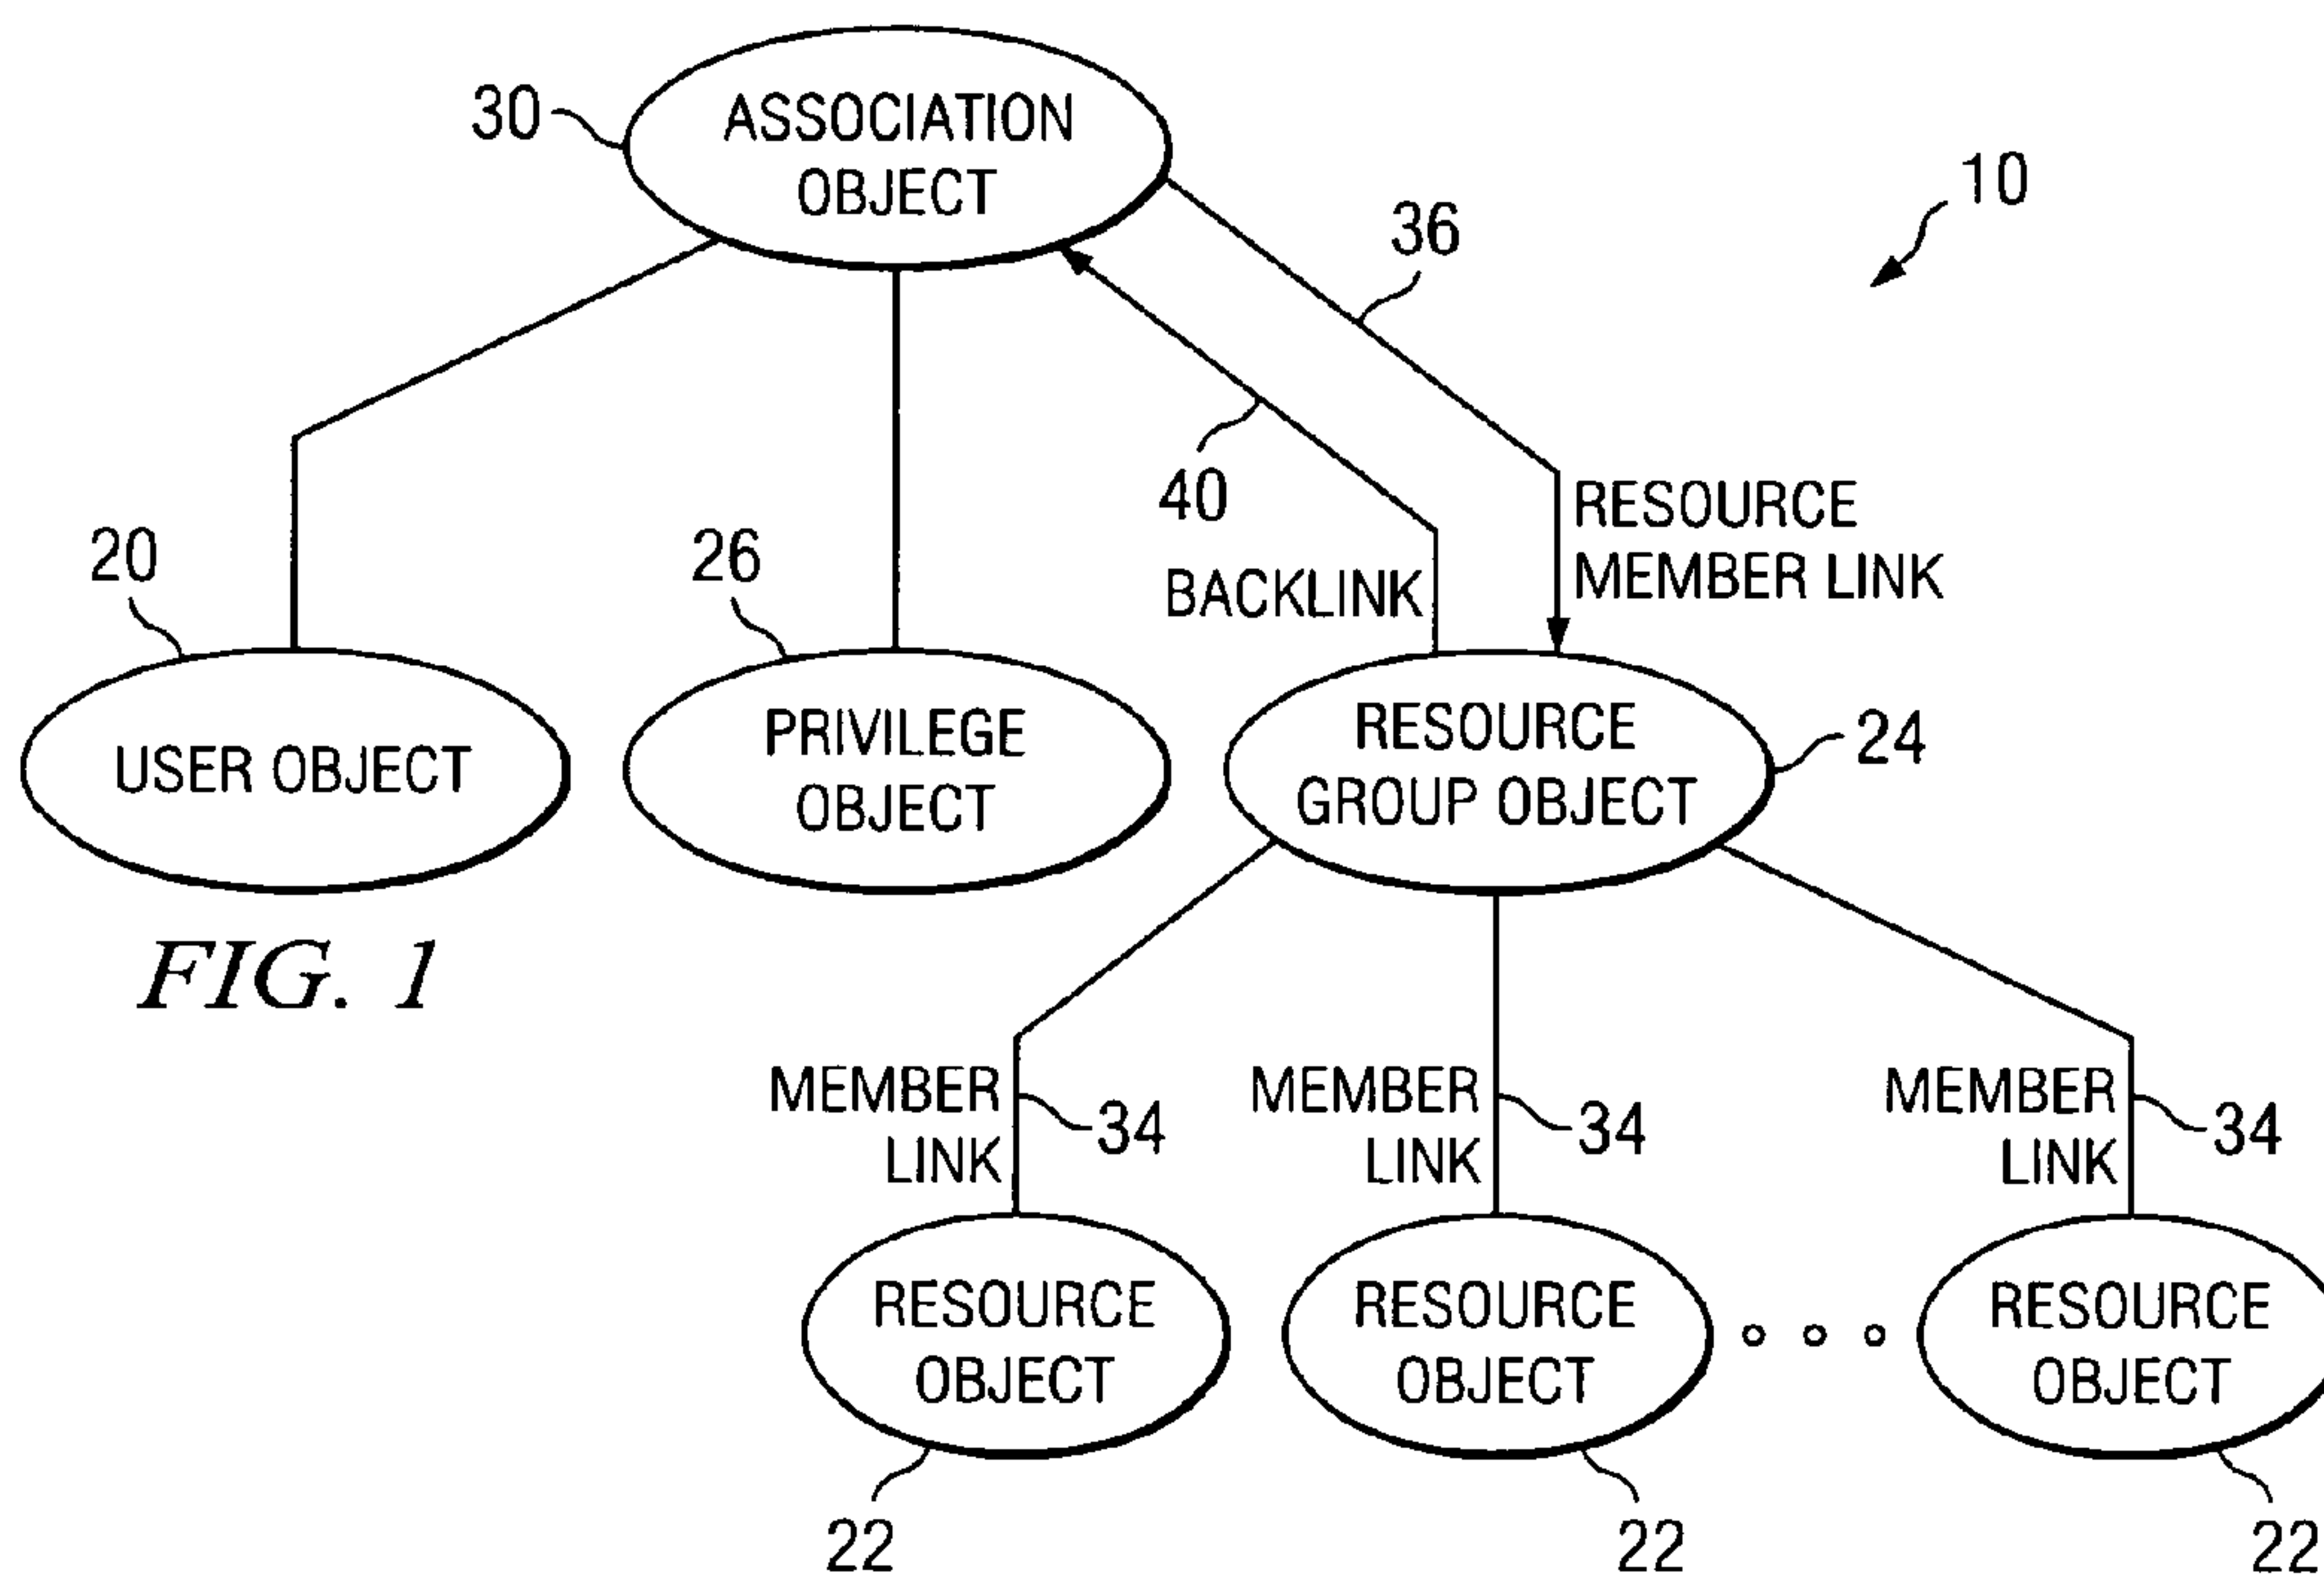 30
ASSOCIATION
OBJECT
10
36
40
RESOURCE
MEMBER LINK
BACKLINK
20
26
USER OBJECT
PRIVILEGE
OBJECT
RESOURCE
GROUP OBJECT
24
FIG. 1
MEMBER
LINK
34
MEMBER
LINK
34
MEMBER
LINK
34
RESOURCE
OBJECT
RESOURCE
OBJECT
RESOURCE
OBJECT
22
22
22